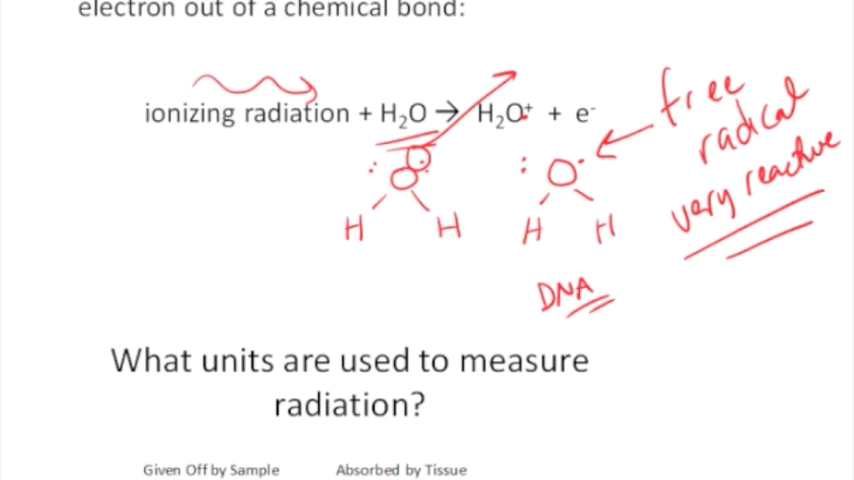 electron out of a chemical bond:
ionizing radiation + H₂O → H₂O⁺ + e⁻
free
radical
very reactive
:O:
H H
:O·
H H
DNA
What units are used to measure
radiation?
Given Off by Sample Absorbed by Tissue